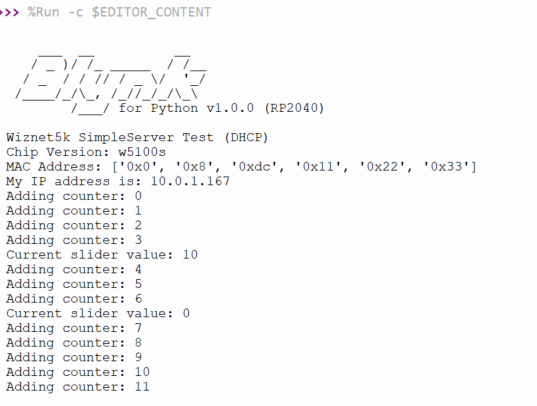 >>> %Run -c $EDITOR_CONTENT
Blynk
for Python v1.0.0 (RP2040)
Wiznet5k SimpleServer Test (DHCP)
Chip Version: w5100s
MAC Address: ['0x0', '0x8', '0xdc', '0x11', '0x22', '0x33']
My IP address is: 10.0.1.167
Adding counter: 0
Adding counter: 1
Adding counter: 2
Adding counter: 3
Current slider value: 10
Adding counter: 4
Adding counter: 5
Adding counter: 6
Current slider value: 0
Adding counter: 7
Adding counter: 8
Adding counter: 9
Adding counter: 10
Adding counter: 11